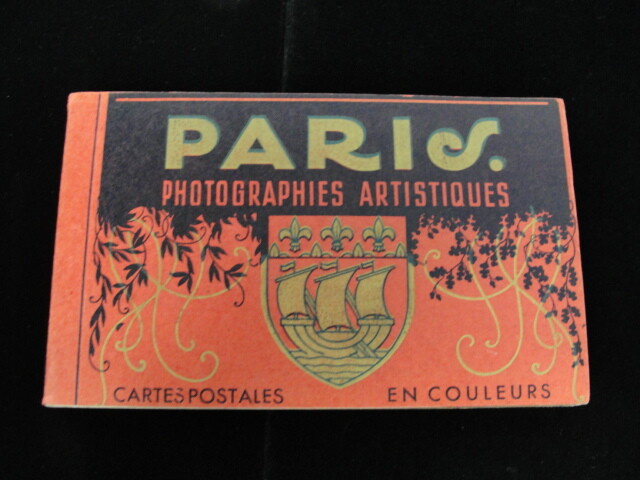 PARIS.
PHOTOGRAPHIES ARTISTIQUES
CARTES POSTALES EN COULEURS